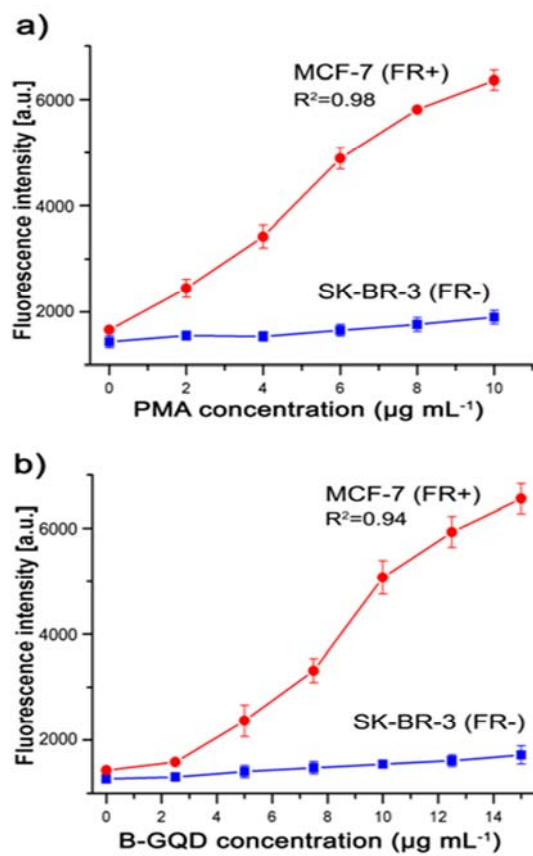 a)
MCF-7 (FR+)
R²=0.98
SK-BR-3 (FR-)
Fluorescence intensity [a.u.]
6000
4000
2000
0 2 4 6 8 10
PMA concentration (µg mL⁻¹)
b)
MCF-7 (FR+)
R²=0.94
SK-BR-3 (FR-)
Fluorescence intensity [a.u.]
6000
4000
2000
0 2 4 6 8 10 12 14
B-GQD concentration (µg mL⁻¹)